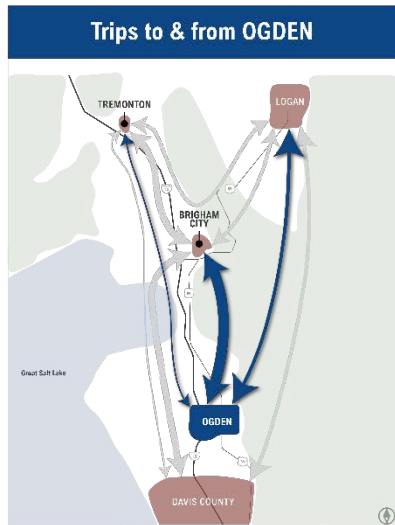 Trips to & from OGDEN
TREMONTON
LOGAN
BRIGHAM
CITY
Great Salt Lake
OGDEN
DAVIS COUNTY